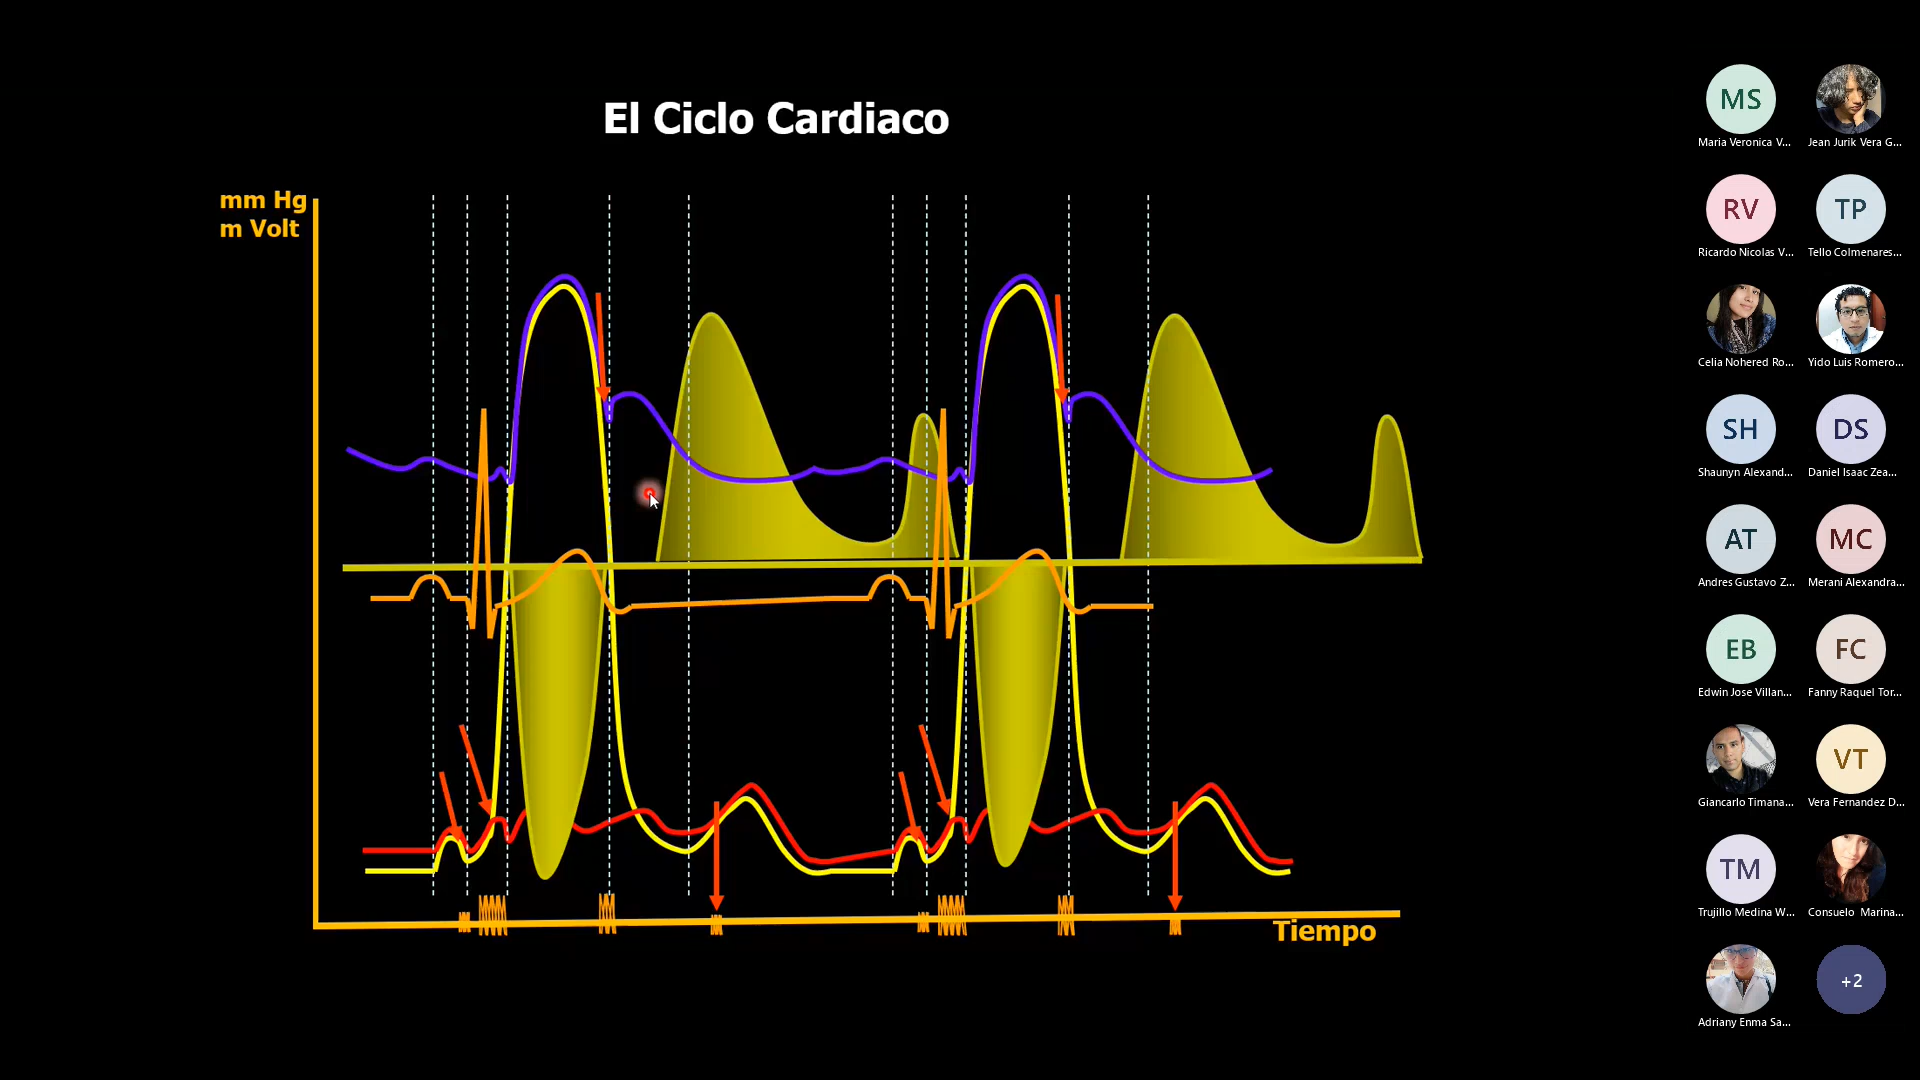 El Ciclo Cardiaco
mm Hg
m Volt
Tiempo
MS
Maria Veronica V...
Jean Jurik Vera G...
RV
Ricardo Nicolas V...
TP
Tello Colmenares...
Celia Nohered Ro...
Yido Luis Romero...
SH
Shaunyn Alexand...
DS
Daniel Isaac Zea...
AT
Andres Gustavo Z...
MC
Merani Alexandra...
EB
Edwin Jose Villan...
FC
Fanny Raquel Tor...
Giancarlo Timana...
VT
Vera Fernandez D...
TM
Trujillo Medina W...
Consuelo Marina...
Adriany Enma Sa...
+2